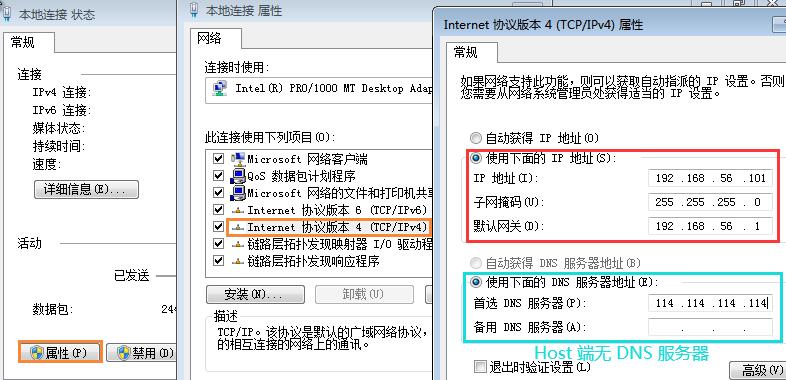 本地连接 状态
常规
连接
IPv4 连接:
IPv6 连接:
媒体状态:
持续时间:
速度:
详细信息(E)...
活动
已发送
数据包:
244
属性(P)
禁用(D)
本地连接 属性
网络
连接时使用:
Intel(R) PRO/1000 MT Desktop Adap
此连接使用下列项目(O):
Microsoft 网络客户端
QoS 数据包计划程序
Microsoft 网络的文件和打印机共享
Internet 协议版本 6 (TCP/IPv6)
Internet 协议版本 4 (TCP/IPv4)
链路层拓扑发现映射器 I/O 驱动程
链路层拓扑发现响应程序
安装(N)...
卸载(U)
描述
TCP/IP。该协议是默认的广域网络协议,
的相互连接的网络上的通讯。
Internet 协议版本 4 (TCP/IPv4) 属性
常规
如果网络支持此功能，则可以获取自动指派的 IP 设置。否则
您需要从网络系统管理员处获得适当的 IP 设置。
自动获得 IP 地址(O)
使用下面的 IP 地址(S):
IP 地址(I): 192 .168 .56 .101
子网掩码(U): 255 .255 .255 .0
默认网关(D): 192 .168 .56 .1
自动获得 DNS 服务器地址(B)
使用下面的 DNS 服务器地址(E):
首选 DNS 服务器(P): 114 .114 .114 .114
备用 DNS 服务器(A): . . .
Host 端无 DNS 服务器
退出时验证设置(L)
高级(V)